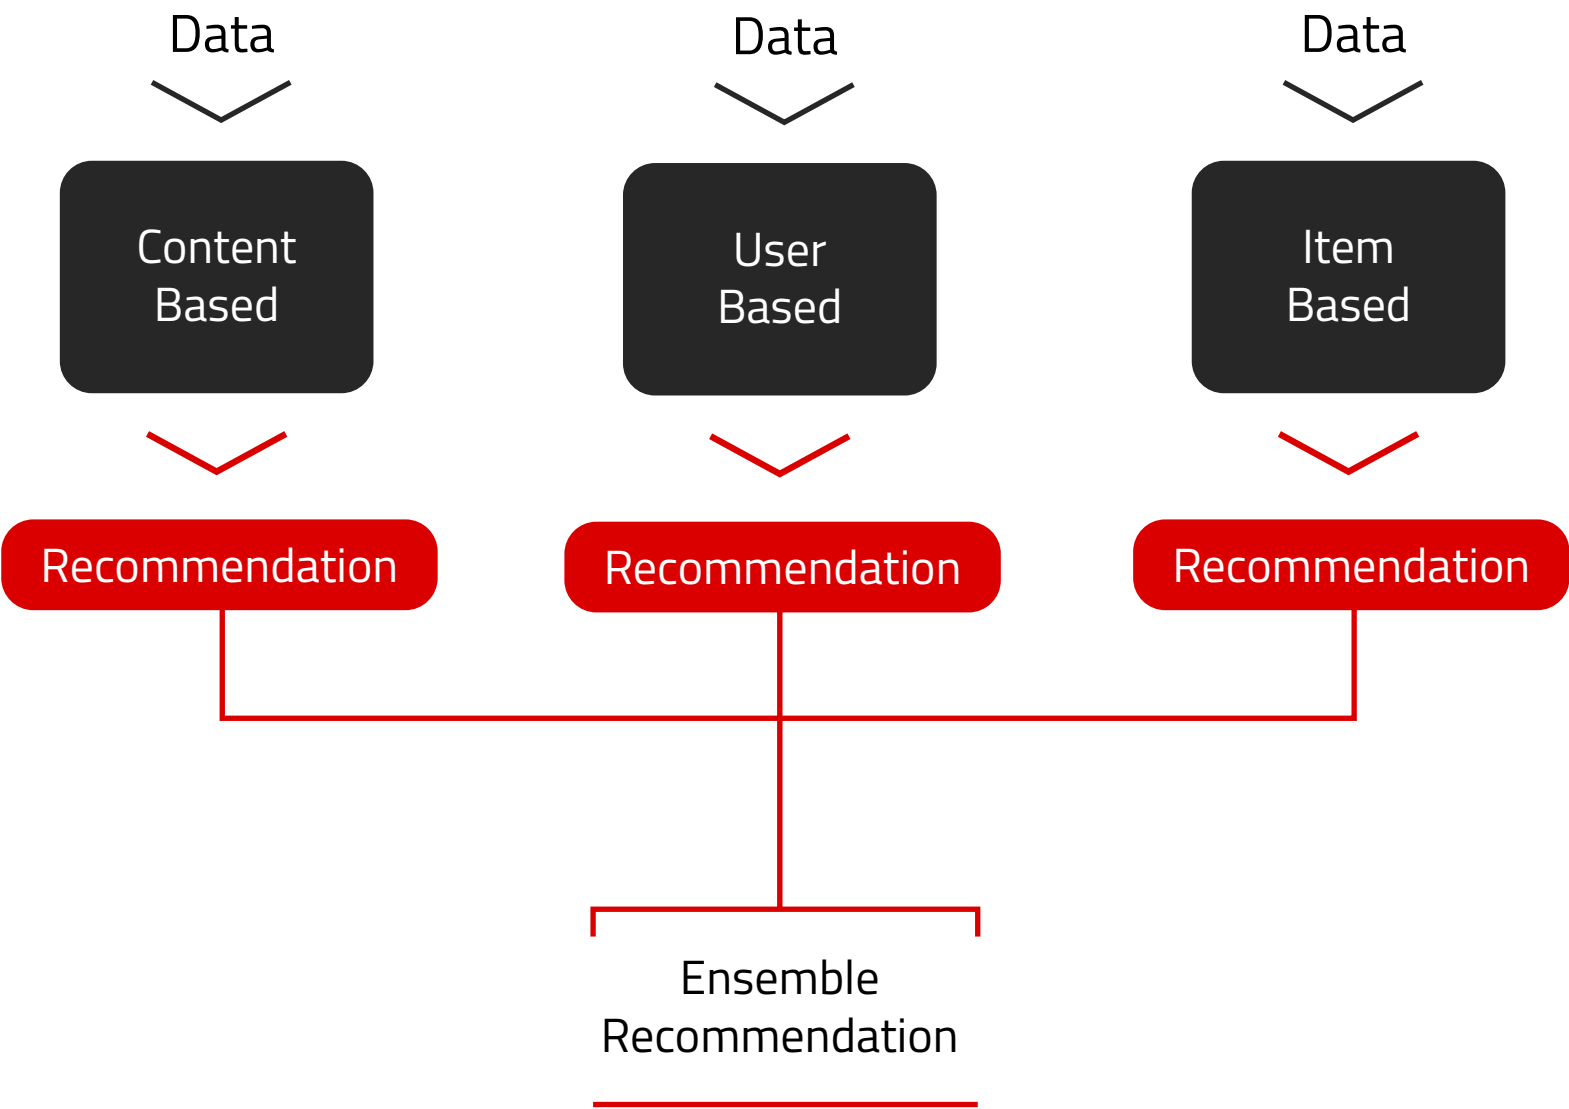 Data
Data
Data
Content
Based
User
Based
Item
Based
Recommendation
Recommendation
Recommendation
Ensemble
Recommendation